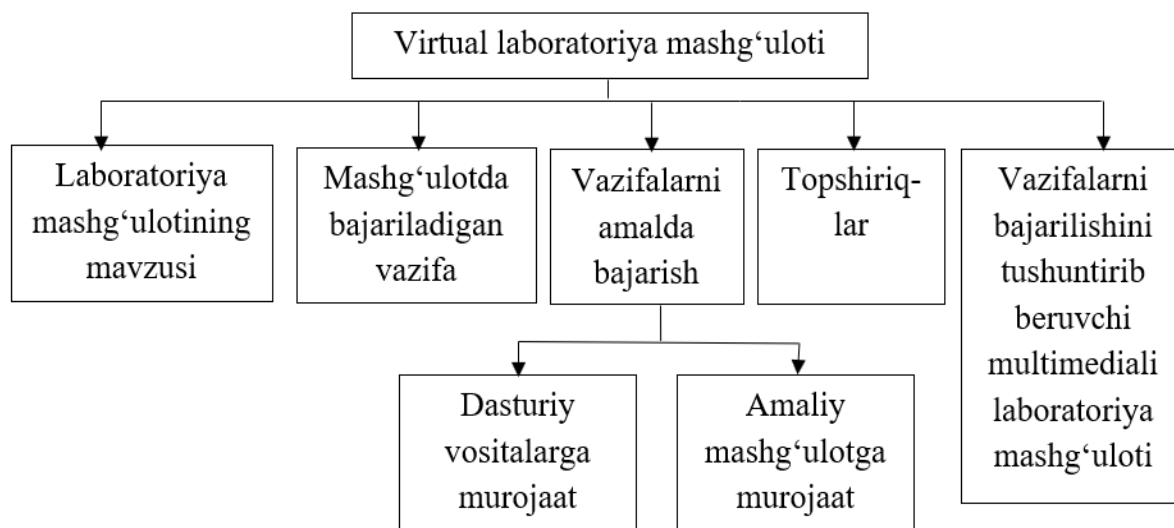 Virtual laboratoriya mashg‘uloti
Laboratoriya
mashg‘ulotining
mavzusi
Mashg‘ulotda
bajariladigan
vazifa
Vazifalarni
amalda
bajarish
Topshiriq-
lar
Vazifalarni
bajarilishini
tushuntirib
beruvchi
multimediali
laboratoriya
mashg‘uloti
Dasturiy
vositalarga
murojaat
Amaliy
mashg‘ulotga
murojaat